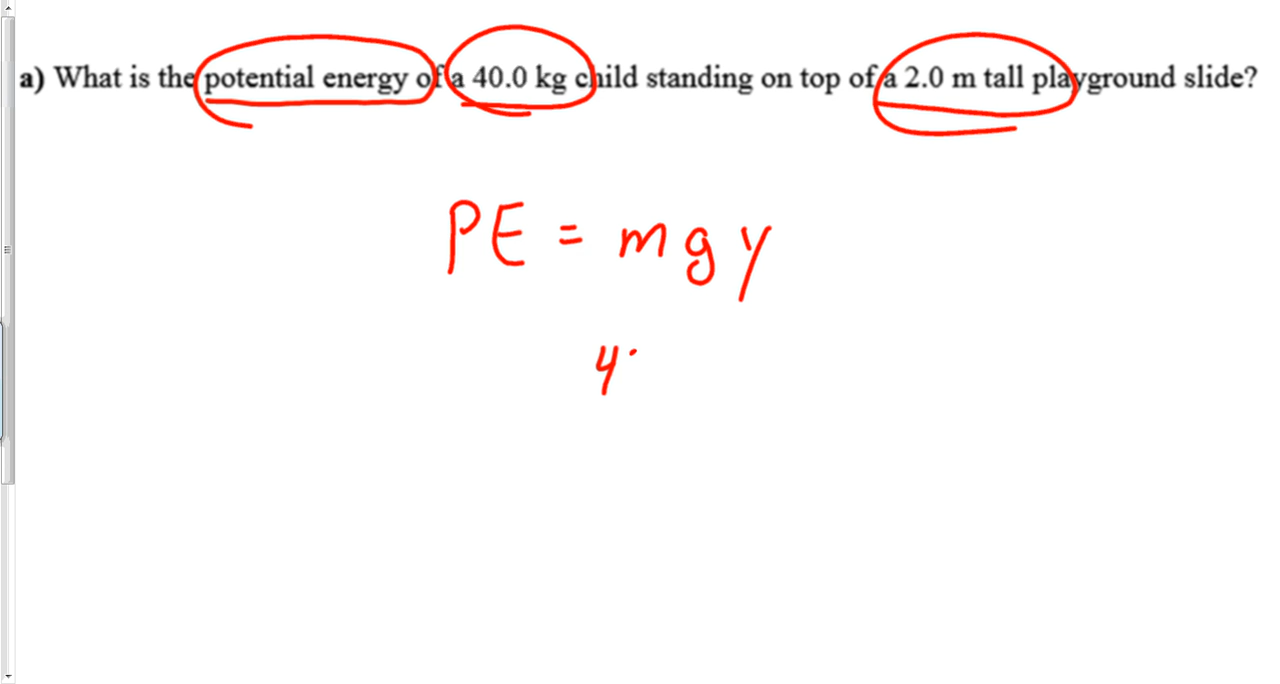 a) What is the potential energy of a 40.0 kg child standing on top of a 2.0 m tall playground slide?
PE = mgy
4